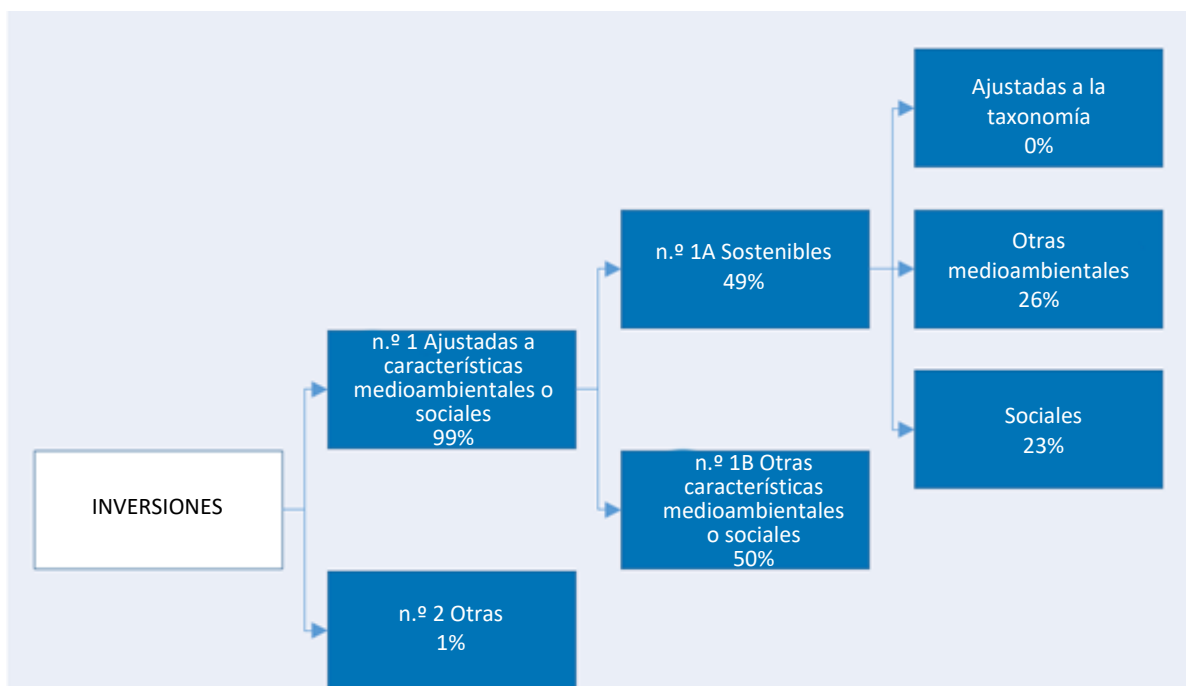 INVERSIONES
n.º 1 Ajustadas a
características
medioambientales o
sociales
99%
n.º 2 Otras
1%
n.º 1A Sostenibles
49%
n.º 1B Otras
características
medioambientales
o sociales
50%
Ajustadas a la
taxonomía
0%
Otras
medioambientales
26%
Sociales
23%